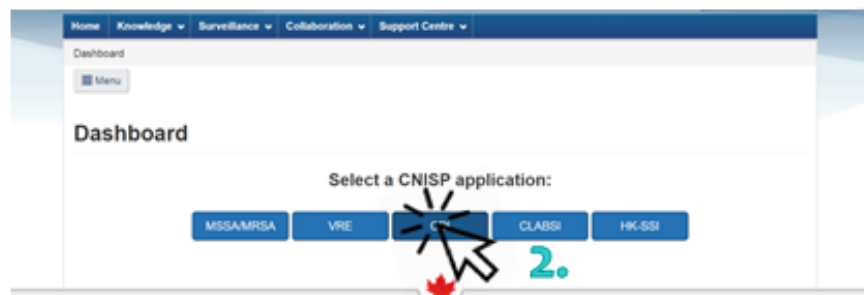 Home Knowledge Surveillance Collaboration Support Centre
Dashboard
Menu
Dashboard
Select a CNISP application:
MSSA/MRSA VRE CLABSI HK-SSI
2.